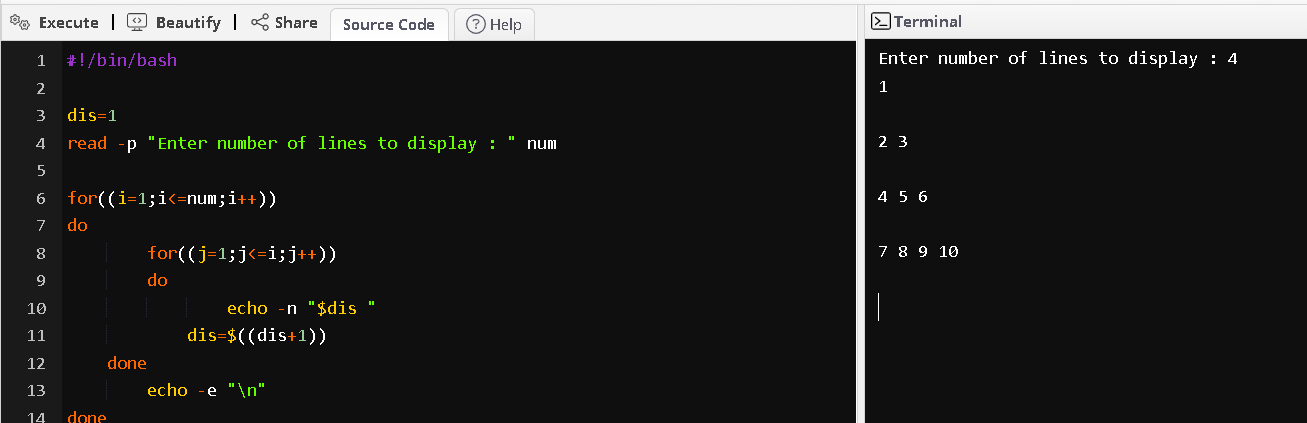 Execute | Beautify | Share Source Code Help
1 #!/bin/bash
2
3 dis=1
4 read -p "Enter number of lines to display : " num
5
6 for((i=1;i<=num;i++))
7 do
8         for((j=1;j<=i;j++))
9         do
10                 echo -n "$dis "
11             dis=$((dis+1))
12     done
13         echo -e "\n"
14 done
Terminal
Enter number of lines to display : 4
1
2 3
4 5 6
7 8 9 10